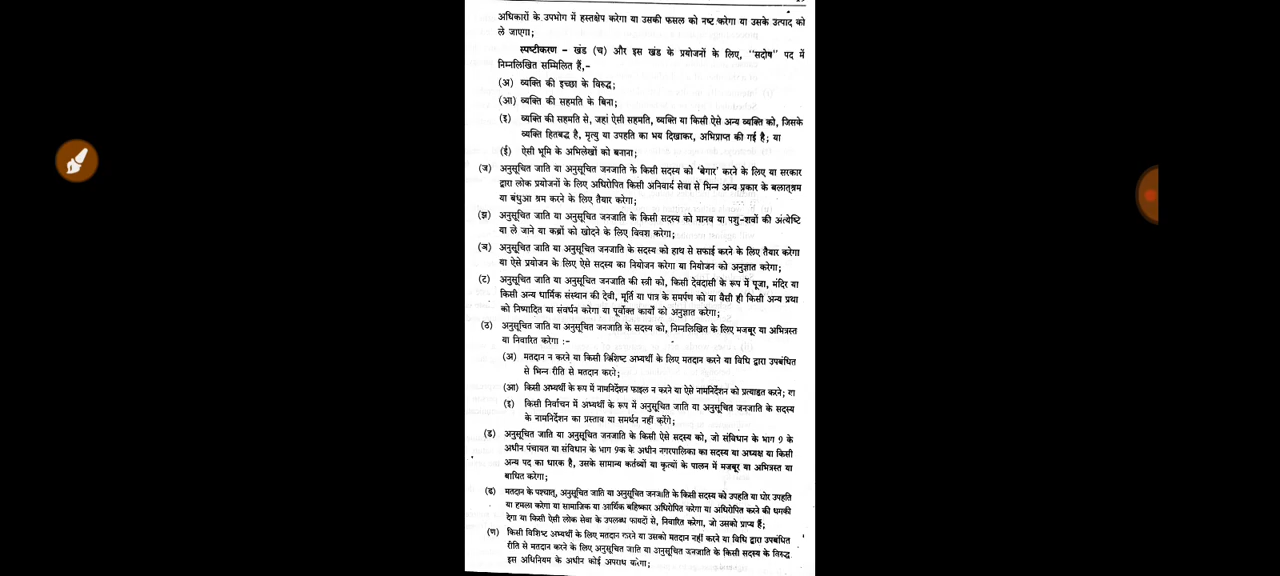 अधिकारों के उपभोग में हस्तक्षेप करेगा या उसकी फसल को नष्ट करेगा या उसके उत्पाद को
ले जाएगा;
स्पष्टीकरण – खंड (च) और इस खंड के प्रयोजनों के लिए, "सदोष" पद में
निम्नलिखित सम्मिलित हैं,-
(अ) व्यक्ति की इच्छा के विरुद्ध;
(आ) व्यक्ति की सहमति के बिना;
(इ) व्यक्ति की सहमति से, जहां ऐसी सहमति, व्यक्ति या किसी ऐसे अन्य व्यक्ति को, जिसके
व्यक्ति हितबद्ध है, मृत्यु या उपहति का भय दिखाकर, अभिप्राप्त की गई है; या
(ई) ऐसी भूमि के अभिलेखों को बनाना;
(ज) अनुसूचित जाति या अनुसूचित जनजाति के किसी सदस्य को 'बेगार' करने के लिए या सरकार
द्वारा लोक प्रयोजनों के लिए अधिरोपित किसी अनिवार्य सेवा से भिन्न अन्य प्रकार के बलात्श्रम
या बंधुआ श्रम करने के लिए तैयार करेगा;
(झ) अनुसूचित जाति या अनुसूचित जनजाति के किसी सदस्य को मानव या पशु-शवों की अंत्येष्टि
या ले जाने या कब्रों को खोदने के लिए विवश करेगा;
(ञ) अनुसूचित जाति या अनुसूचित जनजाति के सदस्य को हाथ से सफाई करने के लिए तैयार करेगा
या ऐसे प्रयोजन के लिए ऐसे सदस्य का नियोजन करेगा या नियोजन को अनुज्ञात करेगा;
(ट) अनुसूचित जाति या अनुसूचित जनजाति की स्त्री को, किसी देवदासी के रूप में पूजा, मंदिर या
किसी अन्य धार्मिक संस्थान की देवी, मूर्ति या पात्र के समर्पण को या वैसी ही किसी अन्य प्रथा
को निष्पादित या संवर्धन करेगा या पूर्वोक्त कार्यों को अनुज्ञात करेगा;
(ठ) अनुसूचित जाति या अनुसूचित जनजाति के सदस्य को, निम्नलिखित के लिए मजबूर या अभित्रस्त
या निवारित करेगा :-
(अ) मतदान न करने या किसी विशिष्ट अभ्यर्थी के लिए मतदान करने या विधि द्वारा उपबंधित
से भिन्न रीति से मतदान करने;
(आ) किसी अभ्यर्थी के रूप में नामनिर्देशन फाइल न करने या ऐसे नामनिर्देशन को प्रत्याहृत करने; या
(इ) किसी निर्वाचन में अभ्यर्थी के रूप में अनुसूचित जाति या अनुसूचित जनजाति के सदस्य
के नामनिर्देशन का प्रस्ताव या समर्थन नहीं करेंगे;
(ड) अनुसूचित जाति या अनुसूचित जनजाति के किसी ऐसे सदस्य को, जो संविधान के भाग 9 के
अधीन पंचायत या संविधान के भाग 9क के अधीन नगरपालिका का सदस्य या अध्यक्ष या किसी
अन्य पद का धारक है, उसके सामान्य कर्तव्यों या कृत्यों के पालन में मजबूर या अभित्रस्त या
बाधित करेगा;
(ढ) मतदान के पश्चात्, अनुसूचित जाति या अनुसूचित जनजाति के किसी सदस्य को उपहति या घोर उपहति
या हमला करेगा या सामाजिक या आर्थिक बहिष्कार अधिरोपित करेगा या अधिरोपित करने की धमकी
देगा या किसी ऐसी लोक सेवा के उपलब्ध फायदों से, निवारित करेगा, जो उसको प्राप्य हैं;
(ण) किसी विशिष्ट अभ्यर्थी के लिए मतदान करने या उसको मतदान नहीं करने या विधि द्वारा उपबंधित
रीति से मतदान करने के लिए अनुसूचित जाति या अनुसूचित जनजाति के किसी सदस्य के विरुद्ध
इस अधिनियम के अधीन कोई अपराध करेगा;